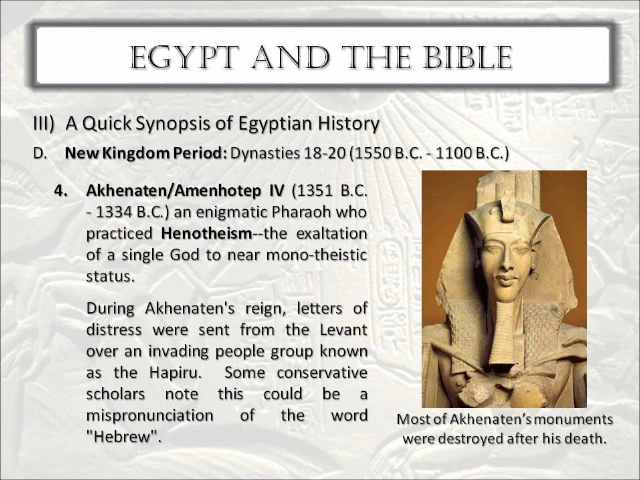 EGYPT AND THE BIBLE
III) A Quick Synopsis of Egyptian History
D. New Kingdom Period: Dynasties 18-20 (1550 B.C. - 1100 B.C.)
4. Akhenaten/Amenhotep IV (1351 B.C.
- 1334 B.C.) an enigmatic Pharaoh who
practiced Henotheism--the exaltation
of a single God to near mono-theistic
status.
During Akhenaten's reign, letters of
distress were sent from the Levant
over an invading people group known
as the Hapiru. Some conservative
scholars note this could be a
mispronunciation of the word
"Hebrew".
Most of Akhenaten's monuments
were destroyed after his death.